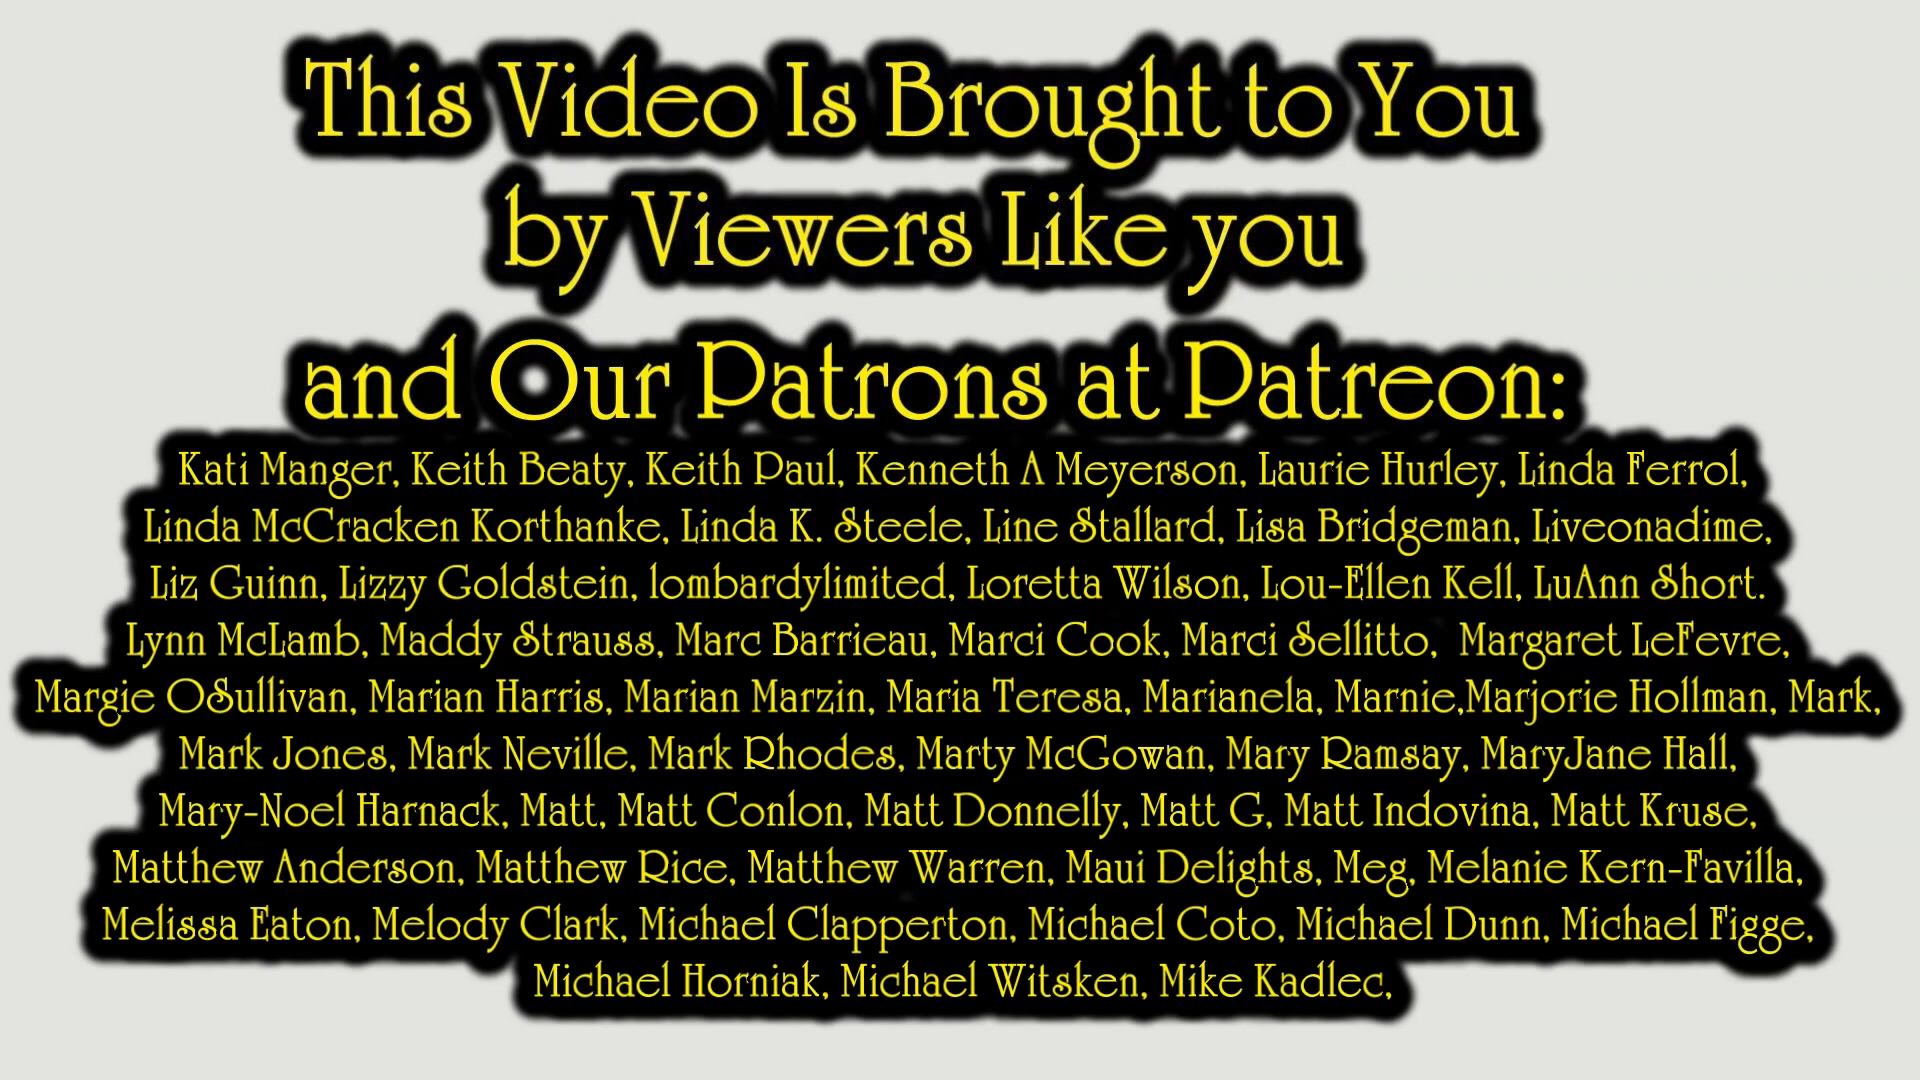 This Video Is Brought to You
by Viewers Like you
and Our Patrons at Patreon:
Kati Manger, Keith Beaty, Keith Paul, Kenneth A Meyerson, Laurie Hurley, Linda Ferrol,
Linda McCracken Korthanke, Linda K. Steele, Line Stallard, Lisa Bridgeman, Liveonadime,
Liz Guinn, Lizzy Goldstein, lombardylimited, Loretta Wilson, Lou-Ellen Kell, LuAnn Short.
Lynn McLamb, Maddy Strauss, Marc Barrieau, Marci Cook, Marci Sellitto,  Margaret LeFevre,
Margie OSullivan, Marian Harris, Marian Marzin, Maria Teresa, Marianela, Marnie,Marjorie Hollman, Mark,
Mark Jones, Mark Neville, Mark Rhodes, Marty McGowan, Mary Ramsay, MaryJane Hall,
Mary-Noel Harnack, Matt, Matt Conlon, Matt Donnelly, Matt G, Matt Indovina, Matt Kruse,
Matthew Anderson, Matthew Rice, Matthew Warren, Maui Delights, Meg, Melanie Kern-Favilla,
Melissa Eaton, Melody Clark, Michael Clapperton, Michael Coto, Michael Dunn, Michael Figge,
Michael Horniak, Michael Witsken, Mike Kadlec,